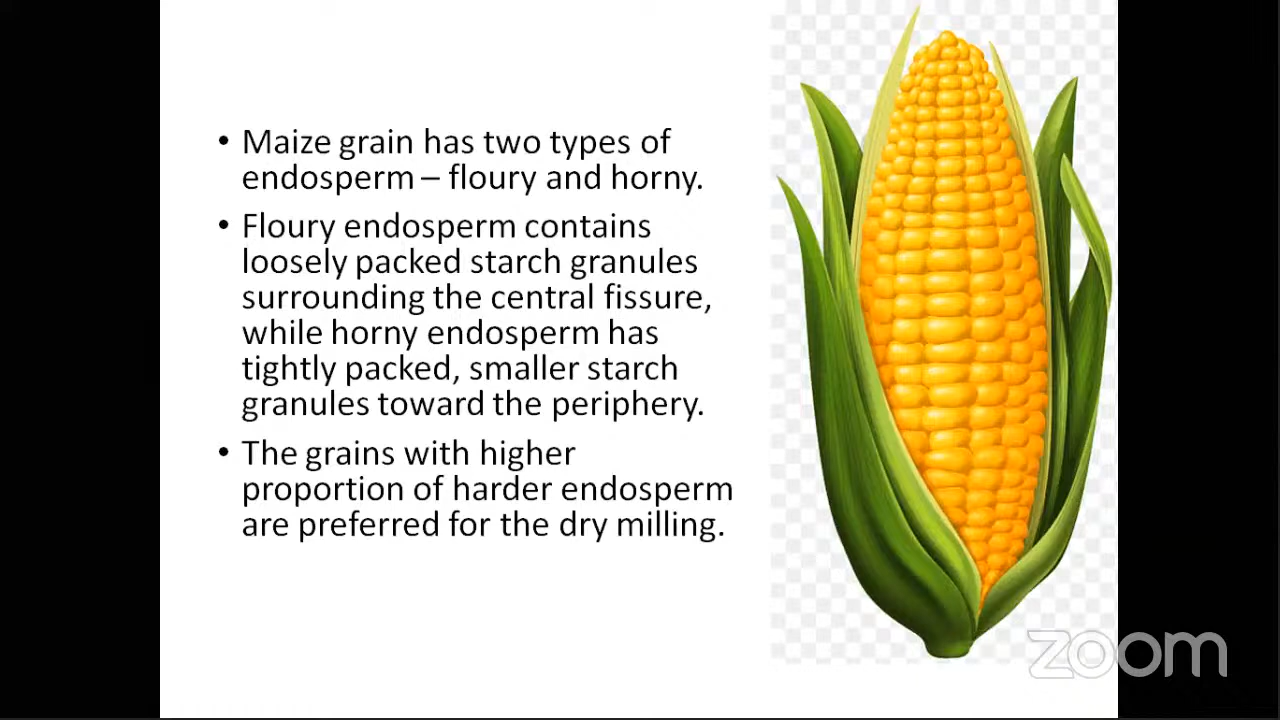 • Maize grain has two types of
endosperm – floury and horny.
• Floury endosperm contains
loosely packed starch granules
surrounding the central fissure,
while horny endosperm has
tightly packed, smaller starch
granules toward the periphery.
• The grains with higher
proportion of harder endosperm
are preferred for the dry milling.
zoom